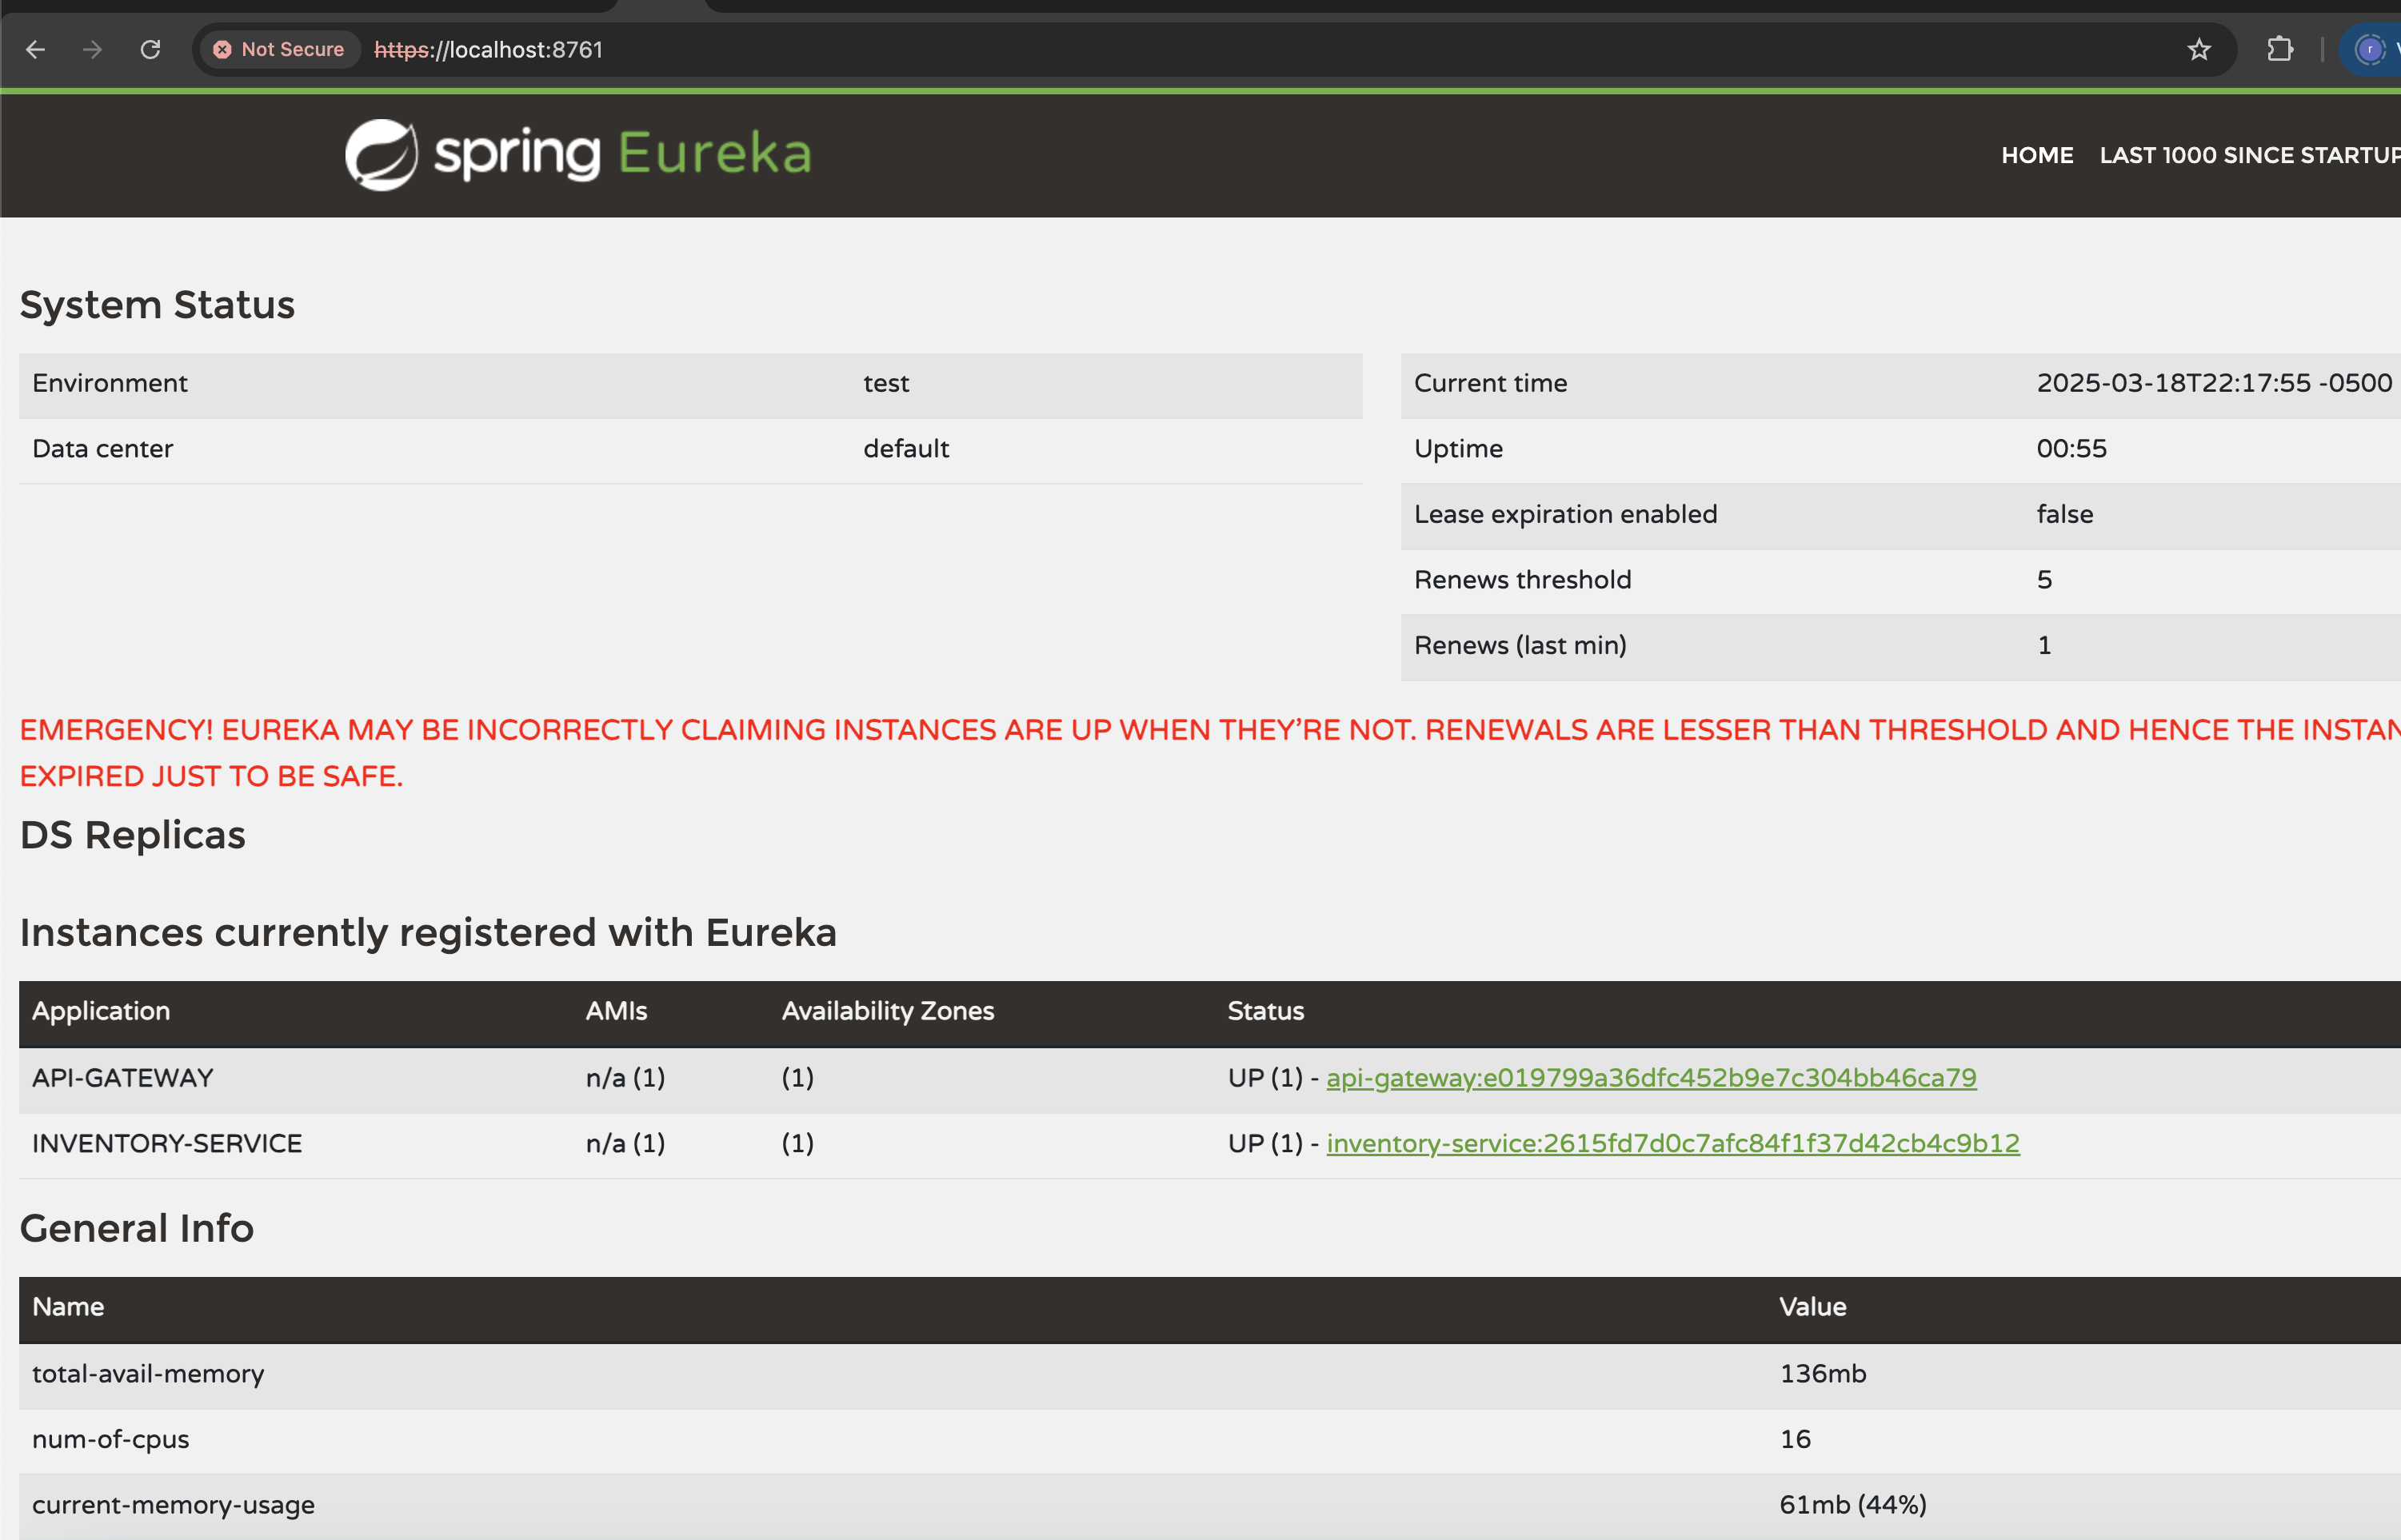 Not Secure https://localhost:8761
spring Eureka
HOME LAST 1000 SINCE STARTUP
System Status
Environment test
Data center default
Current time 2025-03-18T22:17:55 -0500
Uptime 00:55
Lease expiration enabled false
Renews threshold 5
Renews (last min) 1
EMERGENCY! EUREKA MAY BE INCORRECTLY CLAIMING INSTANCES ARE UP WHEN THEY'RE NOT. RENEWALS ARE LESSER THAN THRESHOLD AND HENCE THE INSTAN
EXPIRED JUST TO BE SAFE.
DS Replicas
Instances currently registered with Eureka
Application AMIs Availability Zones Status
API-GATEWAY n/a (1) (1) UP (1) - api-gateway:e019799a36dfc452b9e7c304bb46ca79
INVENTORY-SERVICE n/a (1) (1) UP (1) - inventory-service:2615fd7d0c7afc84f1f37d42cb4c9b12
General Info
Name Value
total-avail-memory 136mb
num-of-cpus 16
current-memory-usage 61mb (44%)